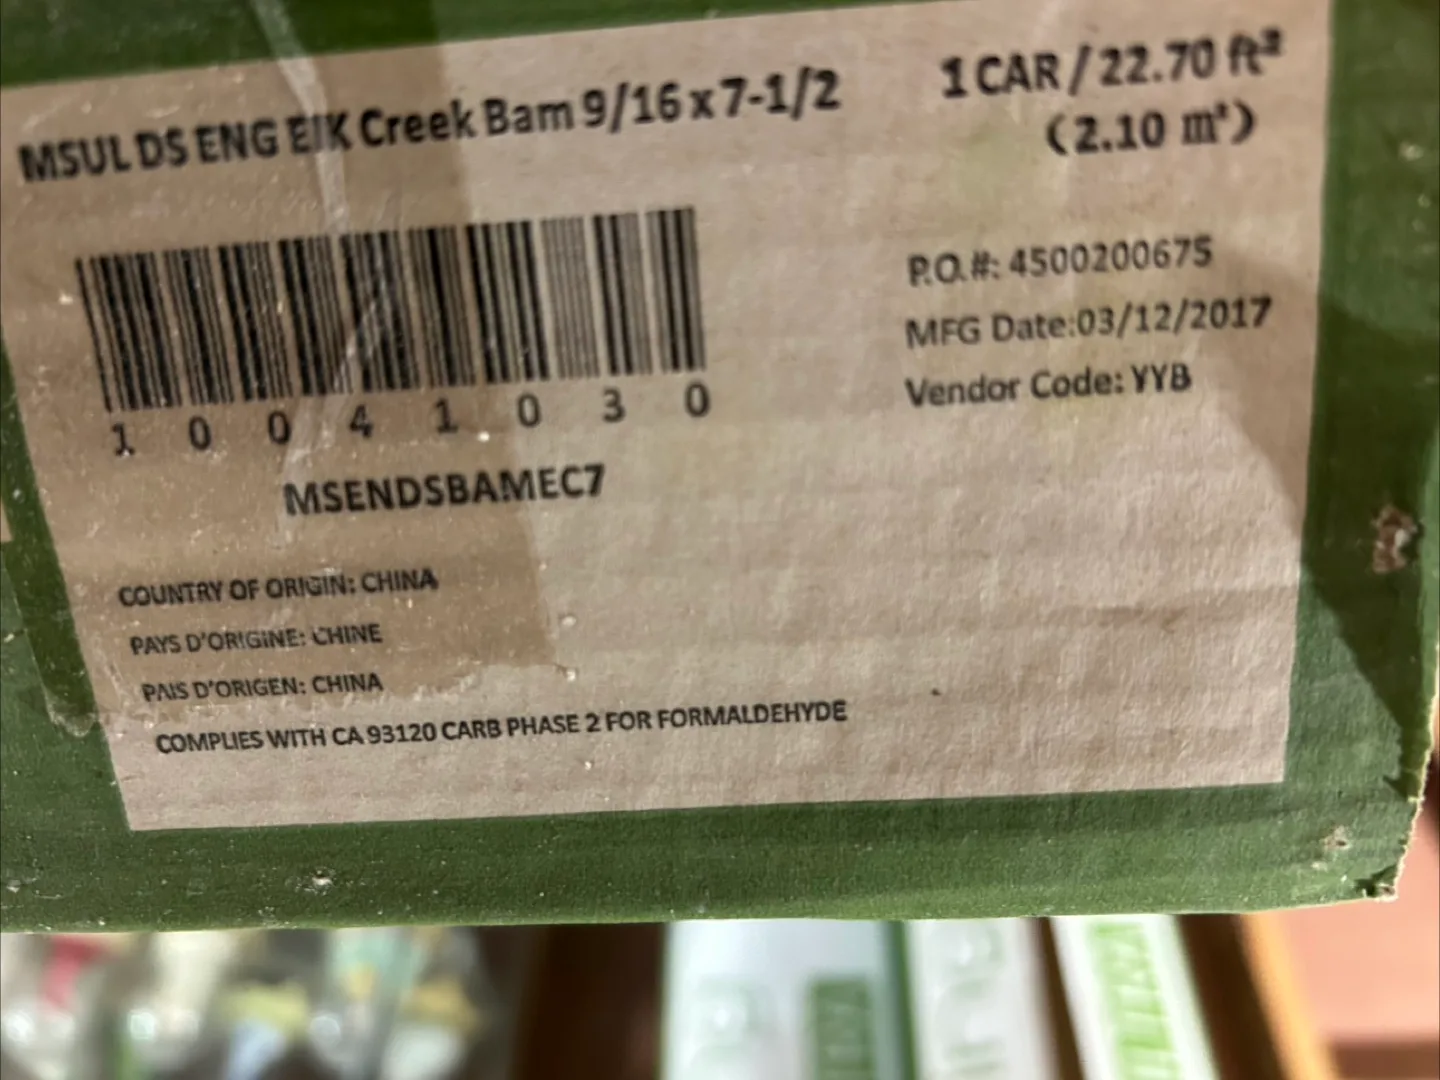 MSUL DS ENG EIK Creek Bam 9/16 x 7-1/2
1 CAR / 22.70 ft²
(2.10 m²)
P.O.#: 4500200675
MFG Date:03/12/2017
Vendor Code: YYB
1 0 0 4 1 0 3 0
MSENDSBAMEC7
COUNTRY OF ORIGIN: CHINA
PAYS D'ORIGINE: CHINE
PAIS D'ORIGEN: CHINA
COMPLIES WITH CA 93120 CARB PHASE 2 FOR FORMALDEHYDE